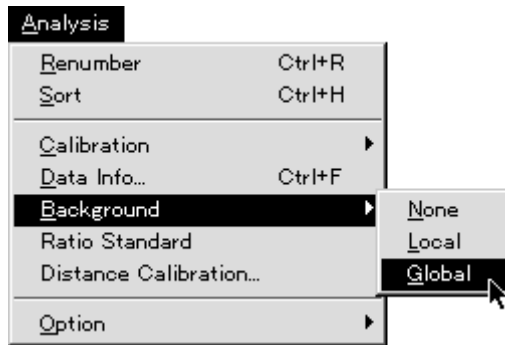 Analysis
Renumber Ctrl+R
Sort Ctrl+H
Calibration
Data Info... Ctrl+F
Background
None
Ratio Standard
Local
Distance Calibration...
Global
Option